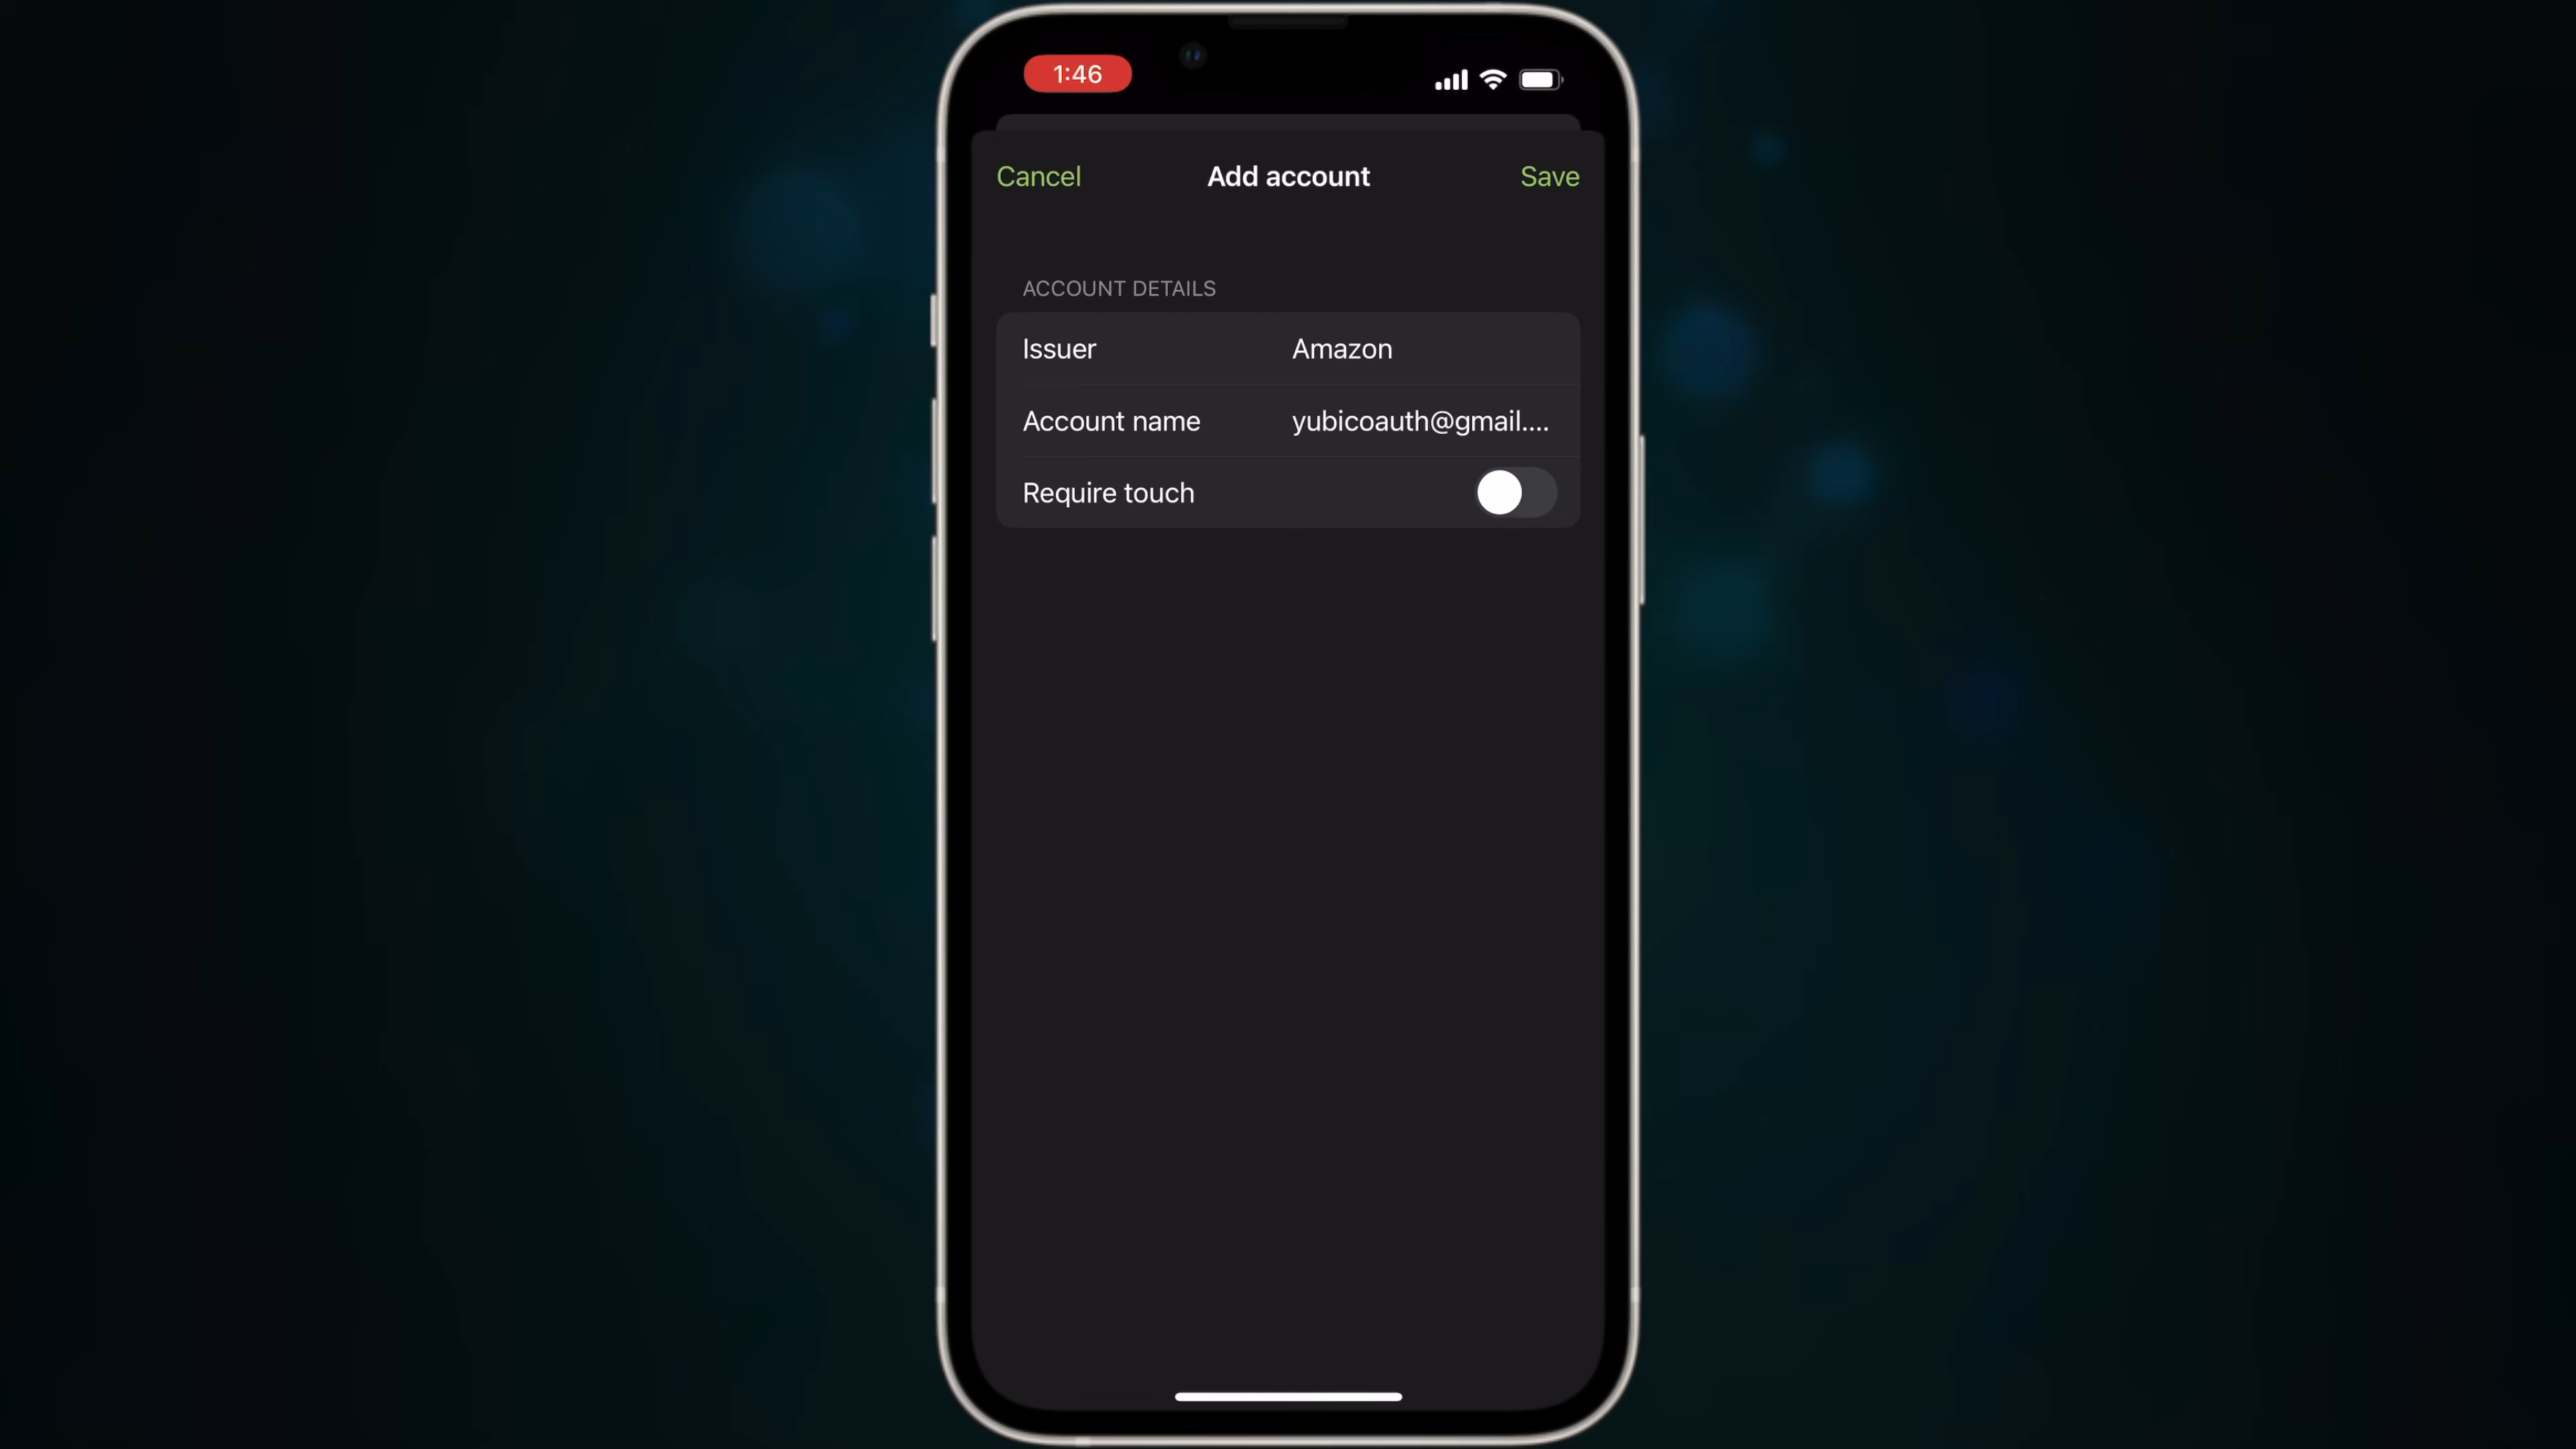 1:46
Cancel Add account Save
ACCOUNT DETAILS
Issuer Amazon
Account name yubicoauth@gmail....
Require touch